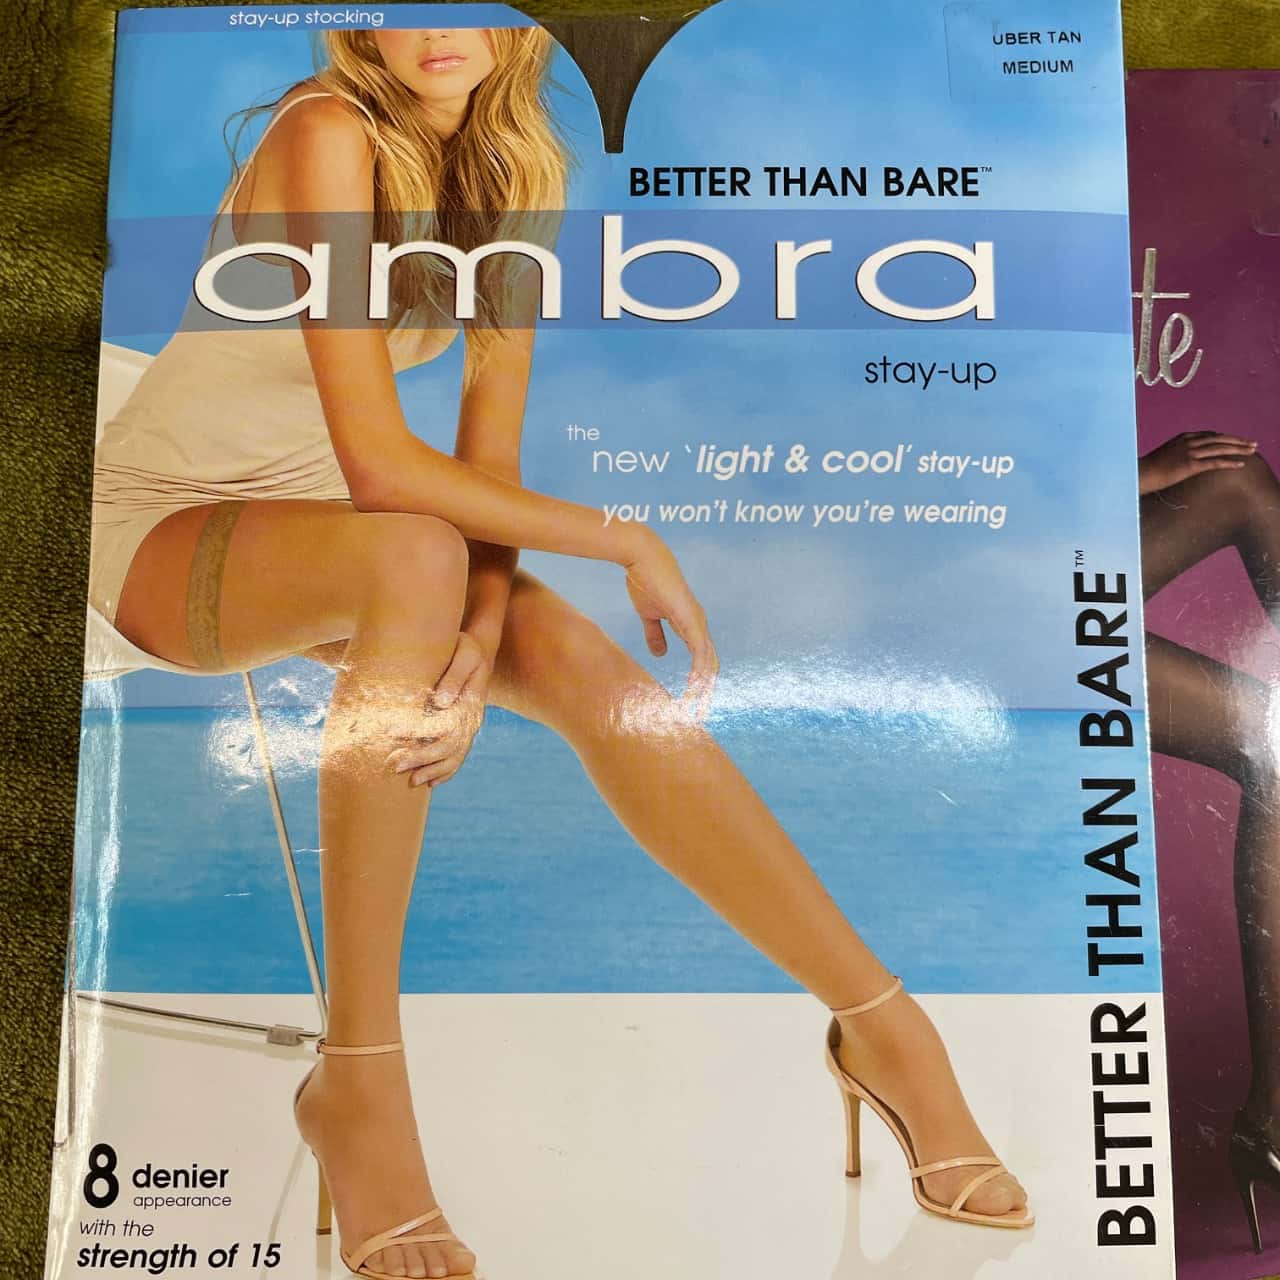 stay-up stocking
UBER TAN
MEDIUM
BETTER THAN BARE™
ambra
stay-up
the
new ‘light & cool’ stay-up
you won't know you're wearing
BETTER THAN BARE™
8 denier
appearance
with the
strength of 15